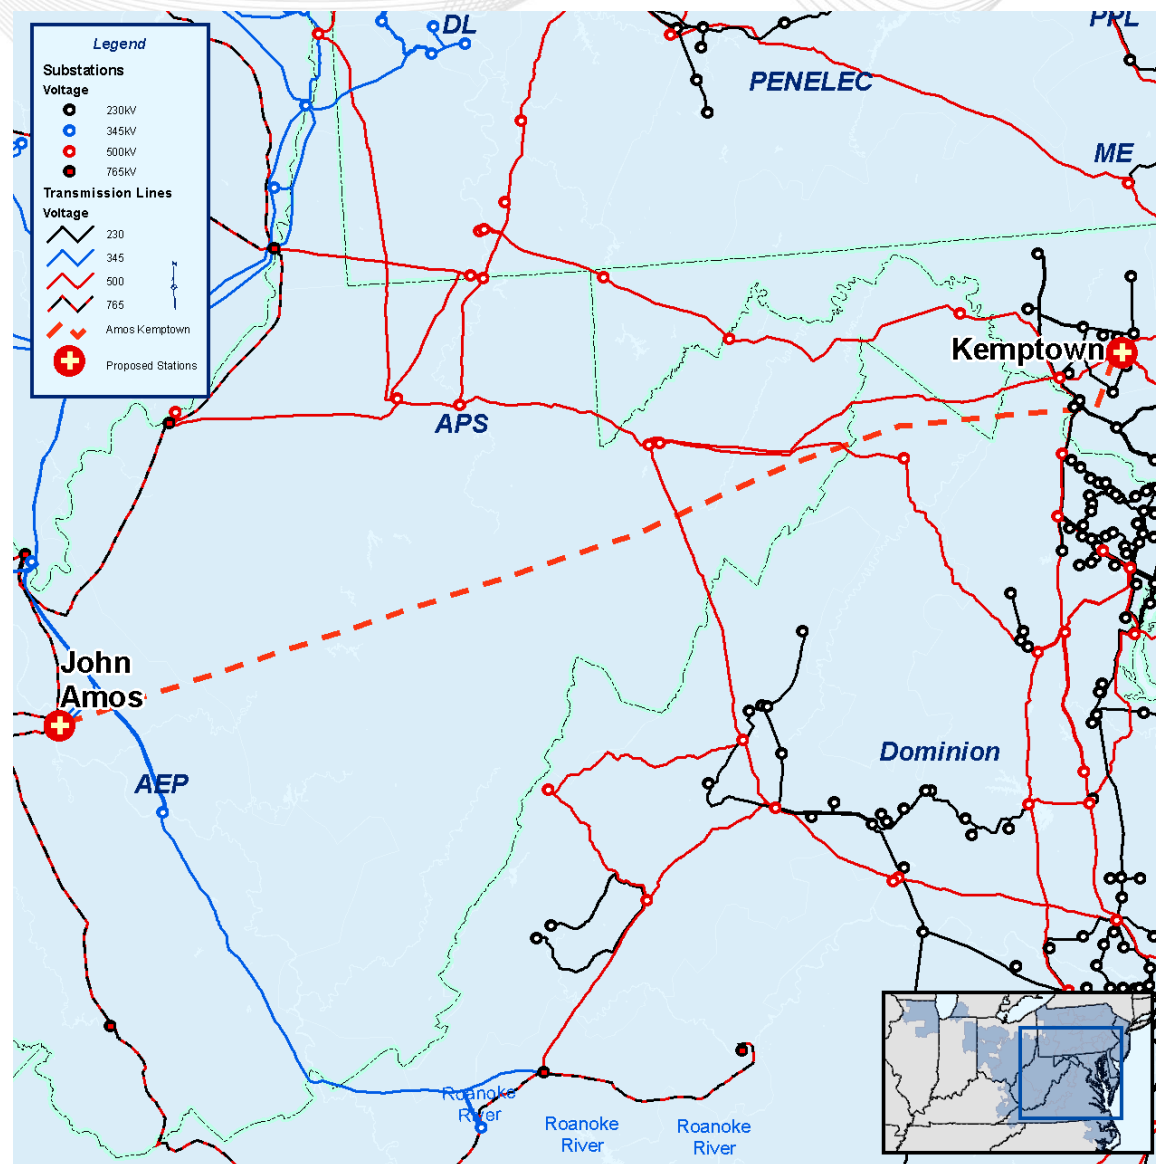 DL
PPL
PENELEC
ME
Legend
Substations
Voltage
230kV
345kV
500kV
765kV
Transmission Lines
Voltage
230
345
500
765
N
Amos Kemptown
Proposed Stations
Kemptown
APS
John
Amos
AEP
Dominion
Roanoke
River
Roanoke
River
Roanoke
River